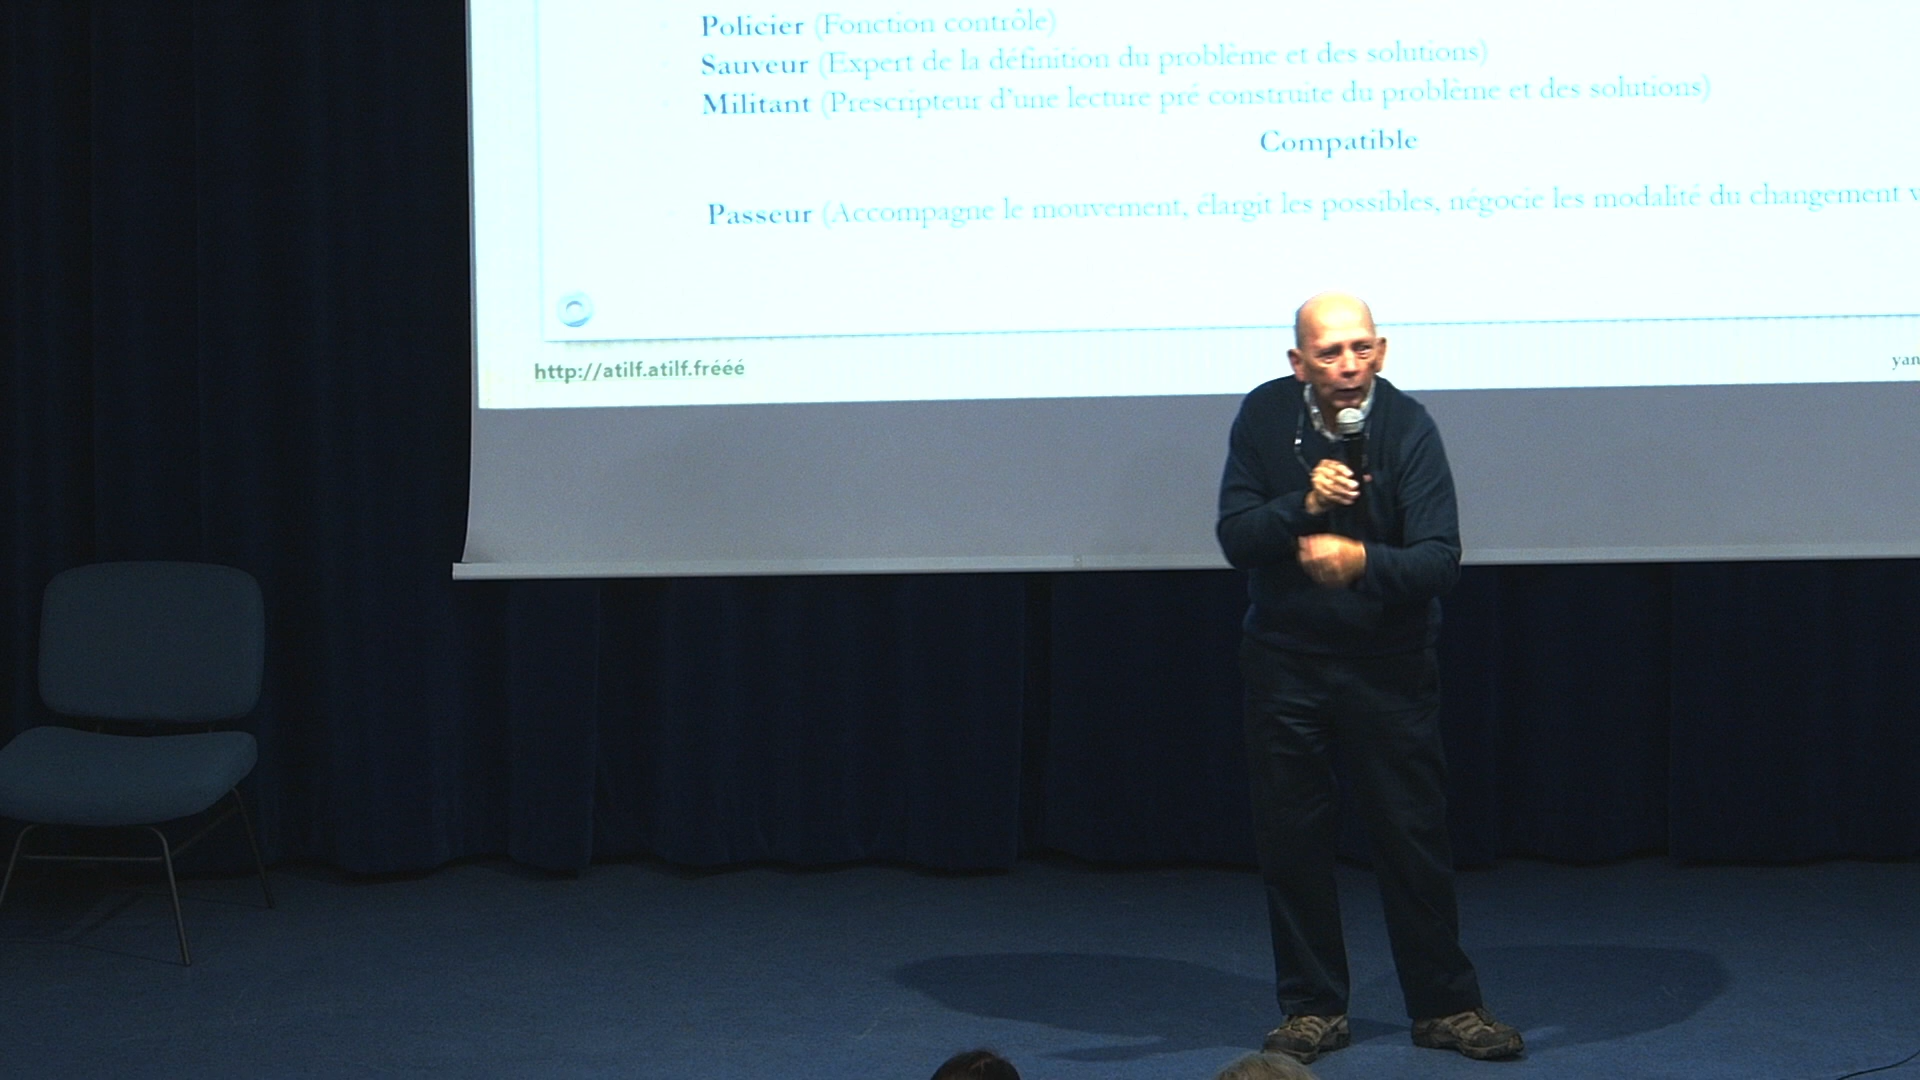 Policier (Fonction contrôle)
Sauveur (Expert de la définition du problème et des solutions)
Militant (Prescripteur d'une lecture pré construite du problème et des solutions)
Compatible
Passeur (Accompagne le mouvement, élargit les possibles, négocie les modalité du changement
http://atilf.atilf.frééé
yan